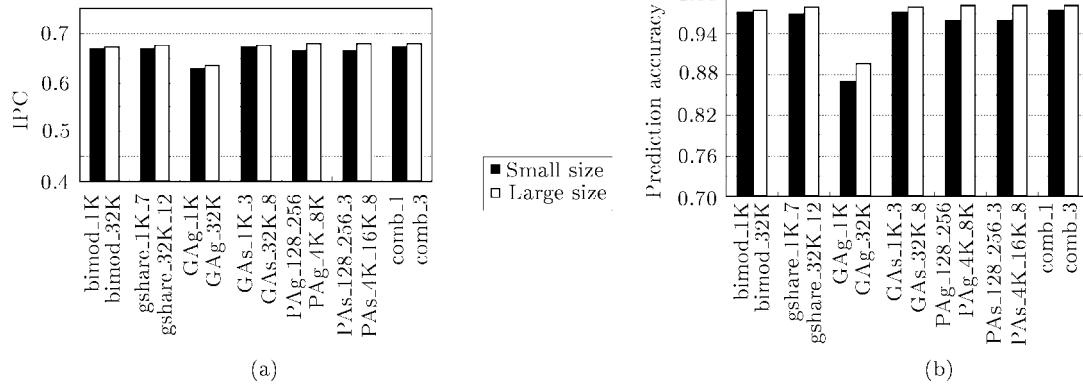 0.7
0.6
0.5
0.4
IPC
bimod_1K
bimod_32K
gsharc_1K_7
gsharc_32K_12
GAg_1K
GAg_32K
GAs_1K_3
GAs_32K_8
PAg_128_256
PAg_4K_8K
PAs_128_256_3
PAs_4K_16K_8
comb_1
comb_3
(a)
Small size
Large size
0.94
0.88
0.82
0.76
0.70
Prediction accuracy
bimod_1K
bimod_32K
gshare_1K_7
gshare_32K_12
GAg_1K
GAg_32K
GAs_1K_3
GAs_32K_8
PAg_128_256
PAg_4K_8K
PAs_128_256_3
PAs_4K_16K_8
comb_1
comb_3
(b)